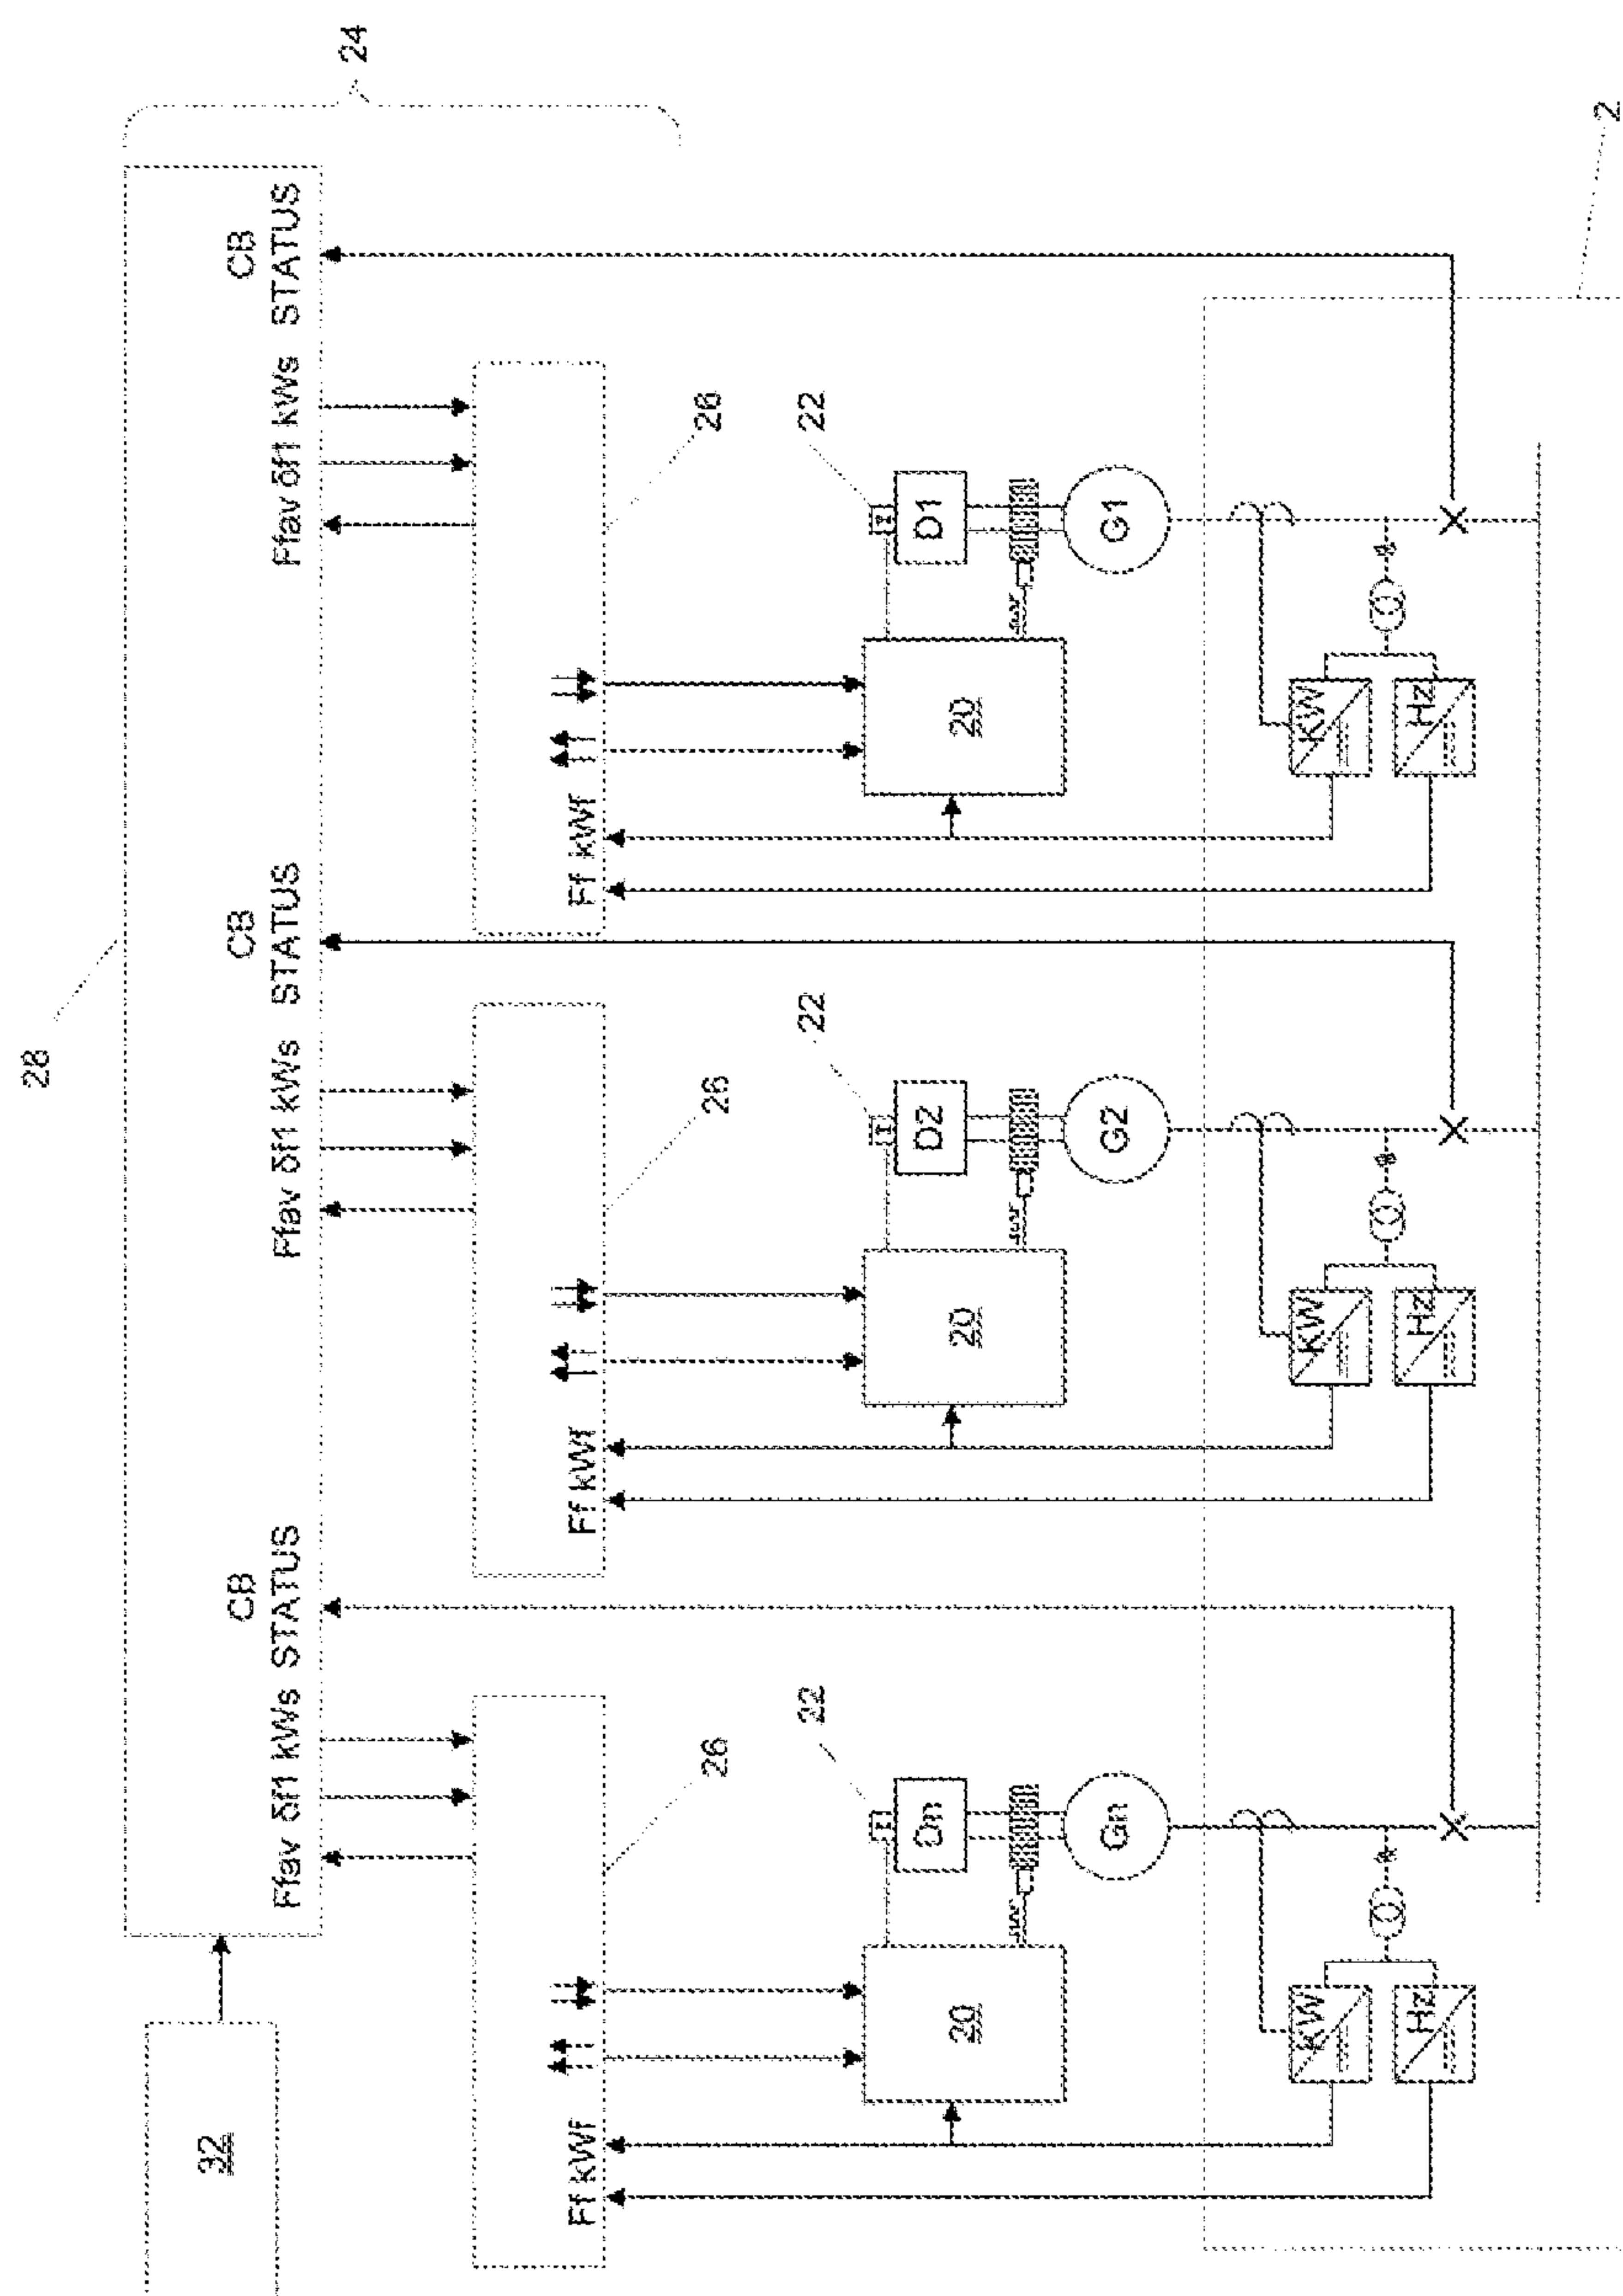 28
32
CB
CB
CB
Ffav δf1 kWs STATUS
Ffav δf1 kWs STATUS
Ffav δf1 kWs STATUS
24
Ff kWf
Ff kWf
Ff kWf
26
26
26
22
22
22
Dn
D2
D1
20
20
20
Gn
G2
G1
KW
KW
KW
Hz
Hz
Hz
2